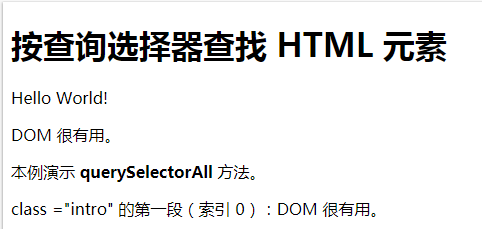 按查询选择器查找 HTML 元素
Hello World!
DOM 很有用。
本例演示 querySelectorAll 方法。
class ="intro" 的第一段（索引 0）：DOM 很有用。